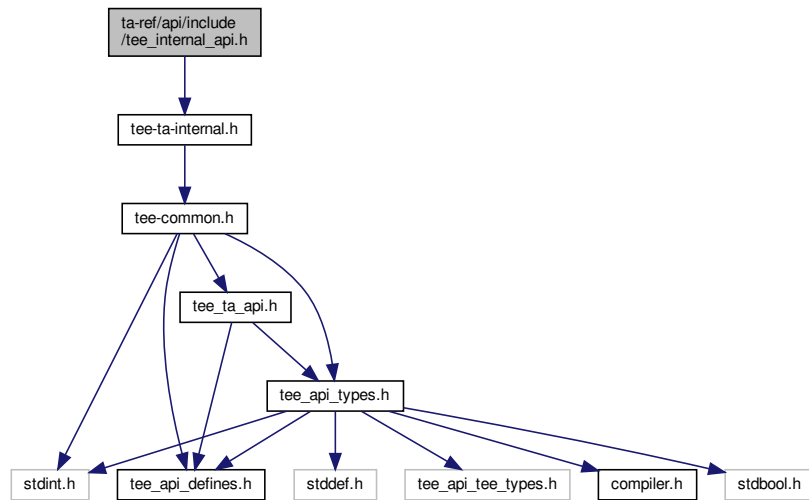 ta-ref/api/include
/tee_internal_api.h
tee-ta-internal.h
tee-common.h
tee_ta_api.h
tee_api_types.h
stdint.h
tee_api_defines.h
stddef.h
tee_api_tee_types.h
compiler.h
stdbool.h